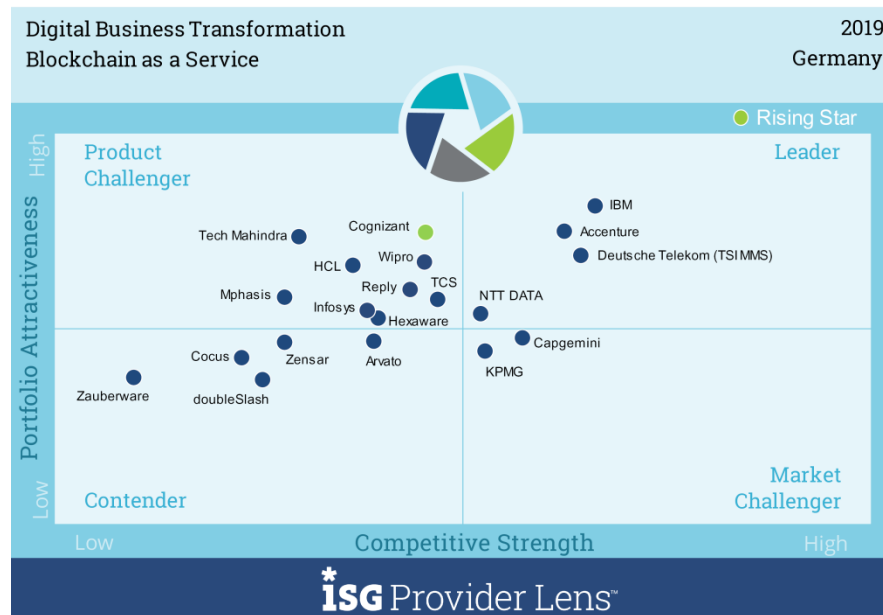 Digital Business Transformation
Blockchain as a Service
2019
Germany
Rising Star
High
Product
Challenger
Leader
IBM
Cognizant
Tech Mahindra
Accenture
Wipro
Deutsche Telekom (TSI MMS)
HCL
Reply
TCS
Mphasis
NTT DATA
Infosys
Hexaware
Capgemini
Cocus
Zensar
Arvato
KPMG
Zauberware
doubleSlash
Portfolio Attractiveness
Low
Contender
Market
Challenger
Low
Competitive Strength
High
ISG Provider Lens™